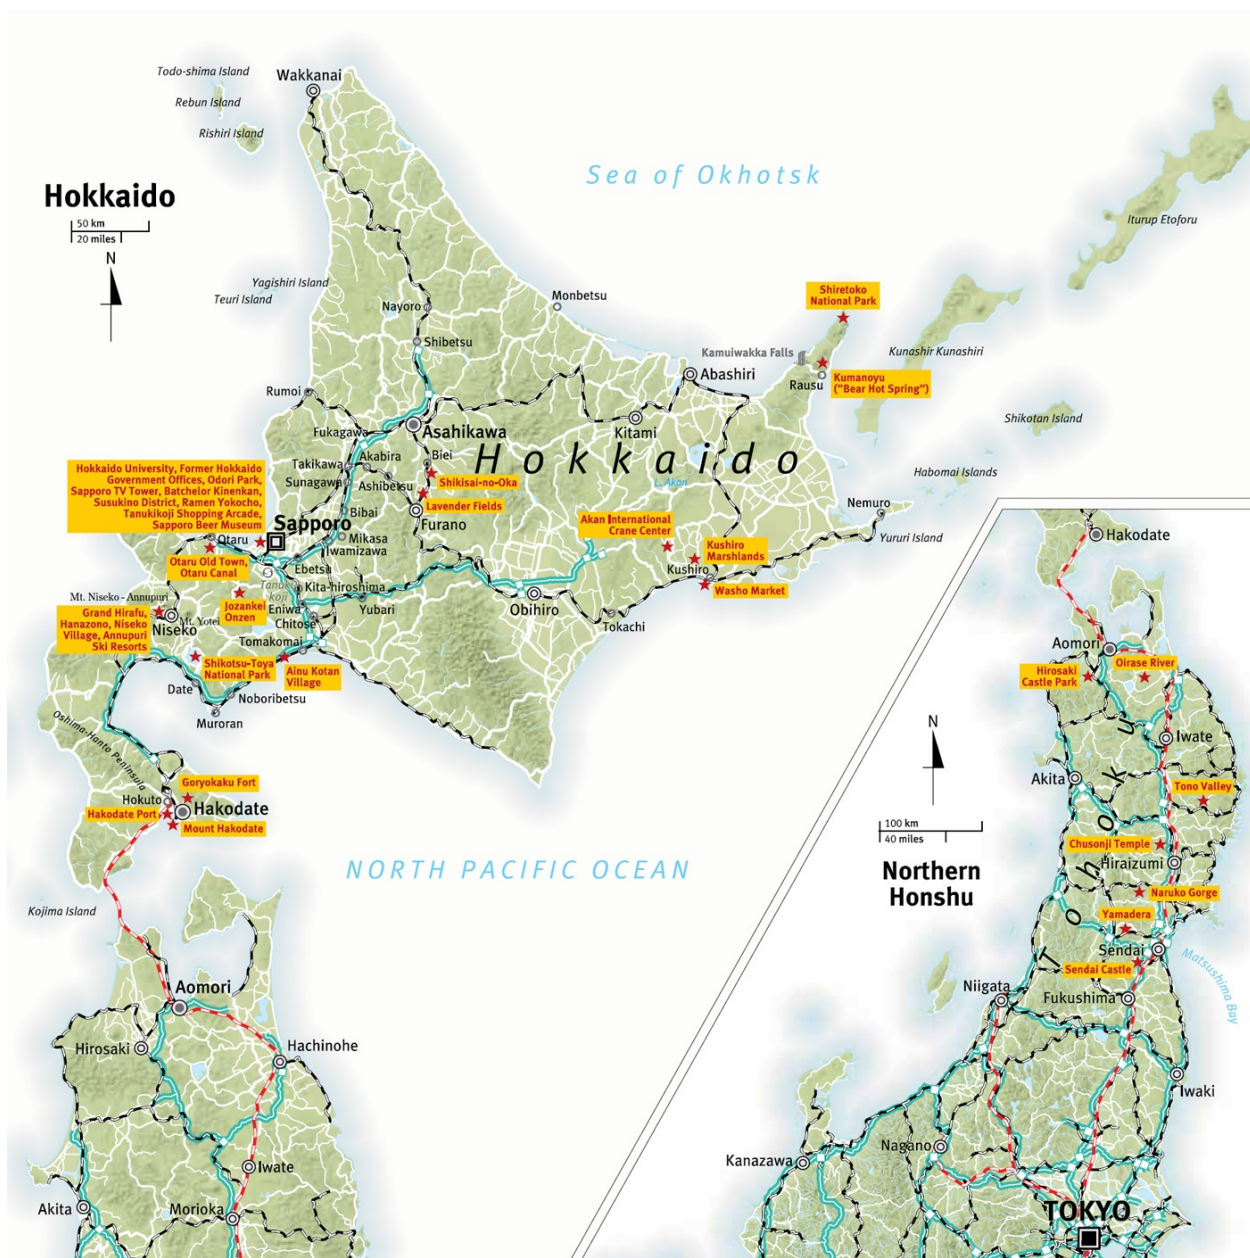 Todo-shima Island
Rebun Island
Rishiri Island
Wakkanai
Sea of Okhotsk
Hokkaido
50 km
20 miles
N
Iturup Etoforu
Yagishiri Island
Teuri Island
Nayoro
Monbetsu
Shibetsu
Shiretoko
National Park
Kamuiwakka Falls
Kunashir Kunashiri
Abashiri
Rausu
Kumanoyu
("Bear Hot Spring")
Rumoi
Fukagawa
Asahikawa
Kitami
Shikotan Island
Hokkaido
Takikawa
Akabira
Biei
Sunagawa
Ashibetsu
Shikisai-no-Oka
L. Akan
Habomai Islands
Hokkaido University, Former Hokkaido
Government Offices, Odori Park,
Sapporo TV Tower, Batchelor Kinenkan,
Susukino District, Ramen Yokocho,
Tanukikoji Shopping Arcade,
Sapporo Beer Museum
Lavender Fields
Bibai
Furano
Sapporo
Nemuro
Yururi Island
Akan International
Crane Center
Otaru
Mikasa
Iwamizawa
Otaru Old Town,
Otaru Canal
Ebetsu
Tanuki
koji
Kita-hiroshima
Kushiro
Marshlands
Kushiro
Washo Market
Mt. Niseko - Annupuri
Jozankei
Onzen
Eniwa
Yubari
Obihiro
Grand Hirafu,
Hanazono, Niseko
Village, Annupuri
Ski Resorts
Mt. Yotei
Niseko
Chitose
Tokachi
Tomakomai
Shikotsu-Toya
National Park
Ainu Kotan
Village
Date
Noboribetsu
Muroran
Oshima-Hanto Peninsula
Goryokaku Fort
Hokuto
Hakodate
Hakodate Port
Mount Hakodate
NORTH PACIFIC OCEAN
Kojima Island
Aomori
Hirosaki
Hachinohe
Iwate
Akita
Morioka
Hakodate
Aomori
Oirase River
Hirosaki
Castle Park
N
Iwate
Akita
Tono Valley
100 km
40 miles
Northern
Honshu
Chusonji Temple
Hiraizumi
Naruko Gorge
Tohoku
Yamadera
Sendai
Sendai Castle
Matsushima Bay
Niigata
Fukushima
Iwaki
Nagano
Kanazawa
TOKYO